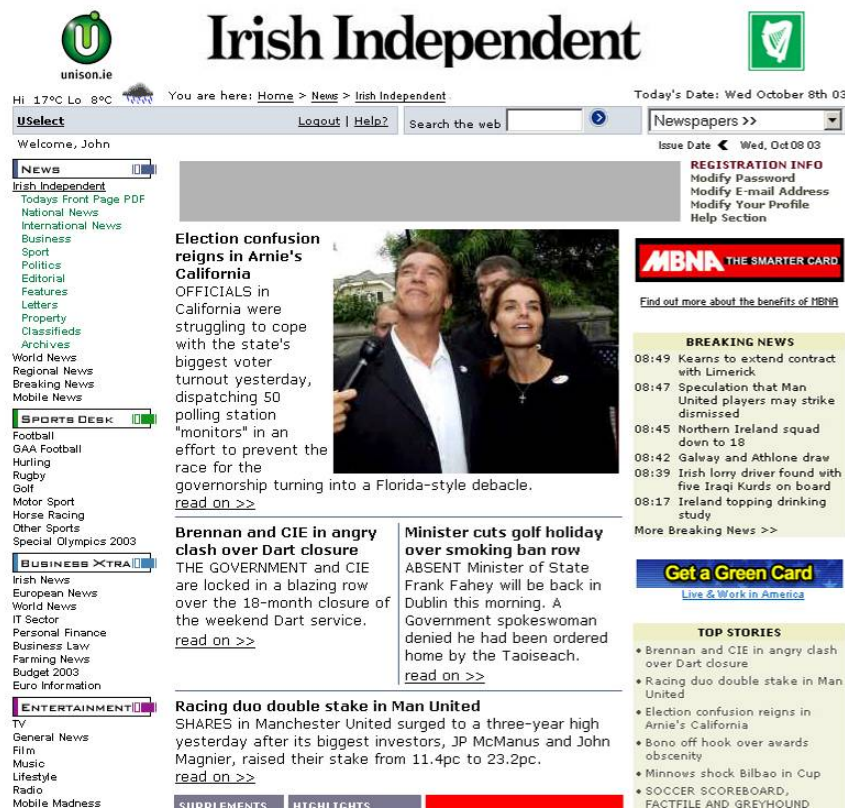 unison.ie
Irish Independent
Hi 17ºC Lo 8ºC
You are here: Home > News > Irish Independent.
Today's Date: Wed October 8th 03
USelect
Logout | Help?
Search the web
Newspapers >>
Welcome, John
Issue Date
Wed, Oct 08 03
NEWS
Irish Independent
Todays Front Page PDF
National News
International News
Business
Sport
Politics
Editorial
Features
Letters
Property
Classifieds
Archives
World News
Regional News
Breaking News
Mobile News
SPORTS DESK
Football
GAA Football
Hurling
Rugby
Golf
Motor Sport
Horse Racing
Other Sports
Special Olympics 2003
BUSINESS XTRA
Irish News
European News
World News
IT Sector
Personal Finance
Business Law
Farming News
Budget 2003
Euro Information
ENTERTAINMENT
TV
General News
Film
Music
Lifestyle
Radio
Mobile Madness
Election confusion
reigns in Arnie's
California
OFFICIALS in
California were
struggling to cope
with the state's
biggest voter
turnout yesterday,
dispatching 50
polling station
"monitors" in an
effort to prevent the
race for the
governorship turning into a Florida-style debacle.
read on >>
Brennan and CIE in angry
clash over Dart closure
THE GOVERNMENT and CIE
are locked in a blazing row
over the 18-month closure of
the weekend Dart service.
read on >>
Minister cuts golf holiday
over smoking ban row
ABSENT Minister of State
Frank Fahey will be back in
Dublin this morning. A
Government spokeswoman
denied he had been ordered
home by the Taoiseach.
read on >>
Racing duo double stake in Man United
SHARES in Manchester United surged to a three-year high
yesterday after its biggest investors, JP McManus and John
Magnier, raised their stake from 11.4pc to 23.2pc.
read on >>
SUPPLEMENTS
HIGHLIGHTS
REGISTRATION INFO
Modify Password
Modify E-mail Address
Modify Your Profile
Help Section
MBNA THE SMARTER CARD
Find out more about the benefits of MBNA
BREAKING NEWS
08:49 Kearns to extend contract
with Limerick
08:47 Speculation that Man
United players may strike
dismissed
08:45 Northern Ireland squad
down to 18
08:42 Galway and Athlone draw
08:39 Irish lorry driver found with
five Iraqi Kurds on board
08:17 Ireland topping drinking
study
More Breaking News >>
Get a Green Card
Live & Work in America
TOP STORIES
• Brennan and CIE in angry clash
over Dart closure
• Racing duo double stake in Man
United
• Election confusion reigns in
Arnie's California
• Bono off hook over awards
obscenity
• Minnows shock Bilbao in Cup
• SOCCER SCOREBOARD,
FACTFILE AND GREYHOUND